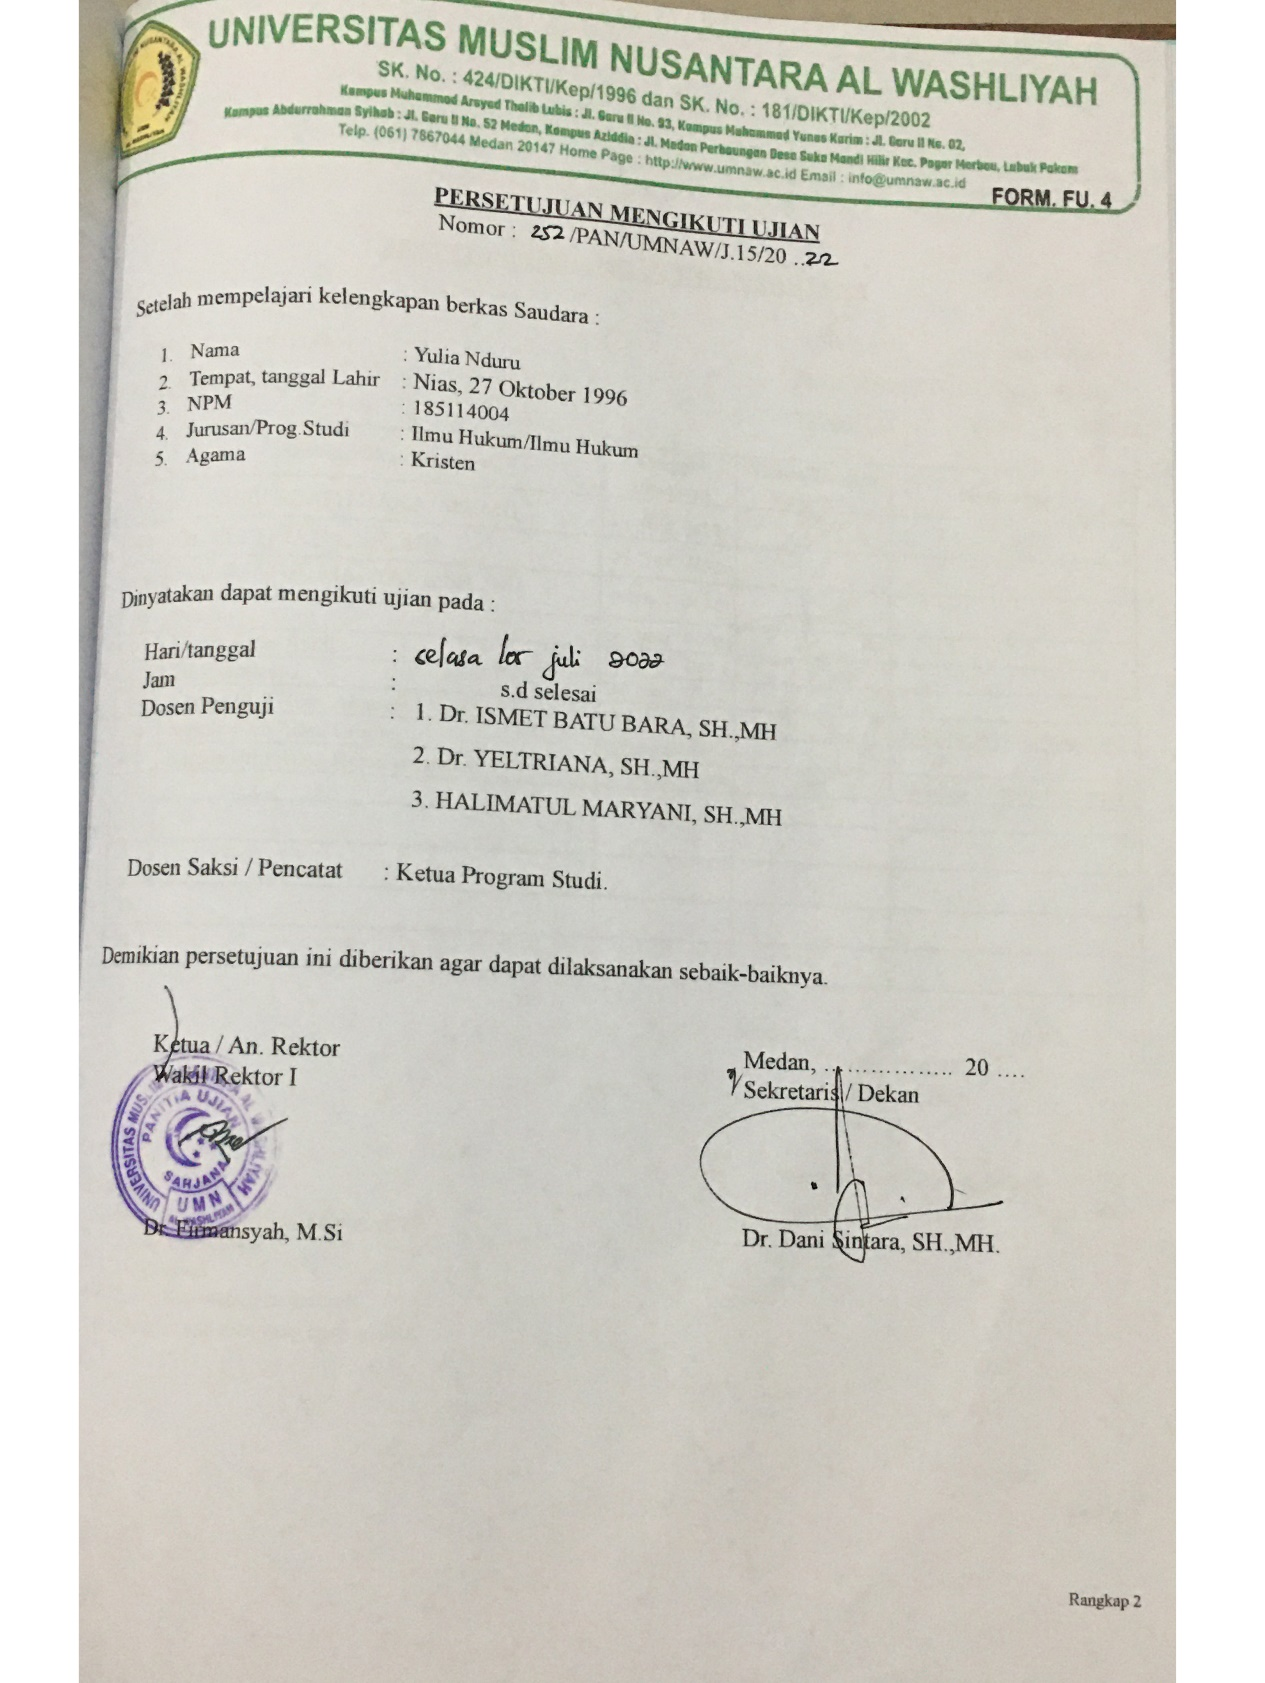 UNIVERSITAS MUSLIM NUSANTARA AL WASHLIYAH
SK. No. : 424/DIKTI/Kep/1996 dan SK. No. : 181/DIKTI/Kep/2002
Kampus Muhammad Arsyad Thalib Lubis : Jl. Garu II No. 93, Kampus Muhammad Yunus Karim : Jl. Garu II No. 02,
Kampus Abdurrahman Syihab : Jl. Garu II No. 52 Medan, Kampus Aziddin : Jl. Medan Perbaungan Desa Suka Mandi Hilir Kec. Pagar Merbau, Lubuk Pakam
Telp. (061) 7867044 Medan 20147 Home Page : http://www.umnaw.ac.id Email : info@umnaw.ac.id
FORM. FU. 4
PERSETUJUAN MENGIKUTI UJIAN
Nomor : 252 /PAN/UMNAW/J.15/20 ..22
Setelah mempelajari kelengkapan berkas Saudara :
1. Nama : Yulia Nduru
2. Tempat, tanggal Lahir : Nias, 27 Oktober 1996
3. NPM : 185114004
4. Jurusan/Prog.Studi : Ilmu Hukum/Ilmu Hukum
5. Agama : Kristen
Dinyatakan dapat mengikuti ujian pada :
Hari/tanggal : selasa juli 2022
Jam : s.d selesai
Dosen Penguji : 1. Dr. ISMET BATU BARA, SH.,MH
2. Dr. YELTRIANA, SH.,MH
3. HALIMATUL MARYANI, SH.,MH
Dosen Saksi / Pencatat : Ketua Program Studi.
Demikian persetujuan ini diberikan agar dapat dilaksanakan sebaik-baiknya.
Ketua / An. Rektor
Wakil Rektor I
UNIVERSITAS MUSLIM NUSANTARA AL WASHLIYAH
PANITIA UJIAN
SARJANA
UMN
AL WASHLIYAH
Dr. Firmansyah, M.Si
Medan, ................. 20 ....
Sekretaris / Dekan
Dr. Dani Sintara, SH.,MH.
Rangkap 2